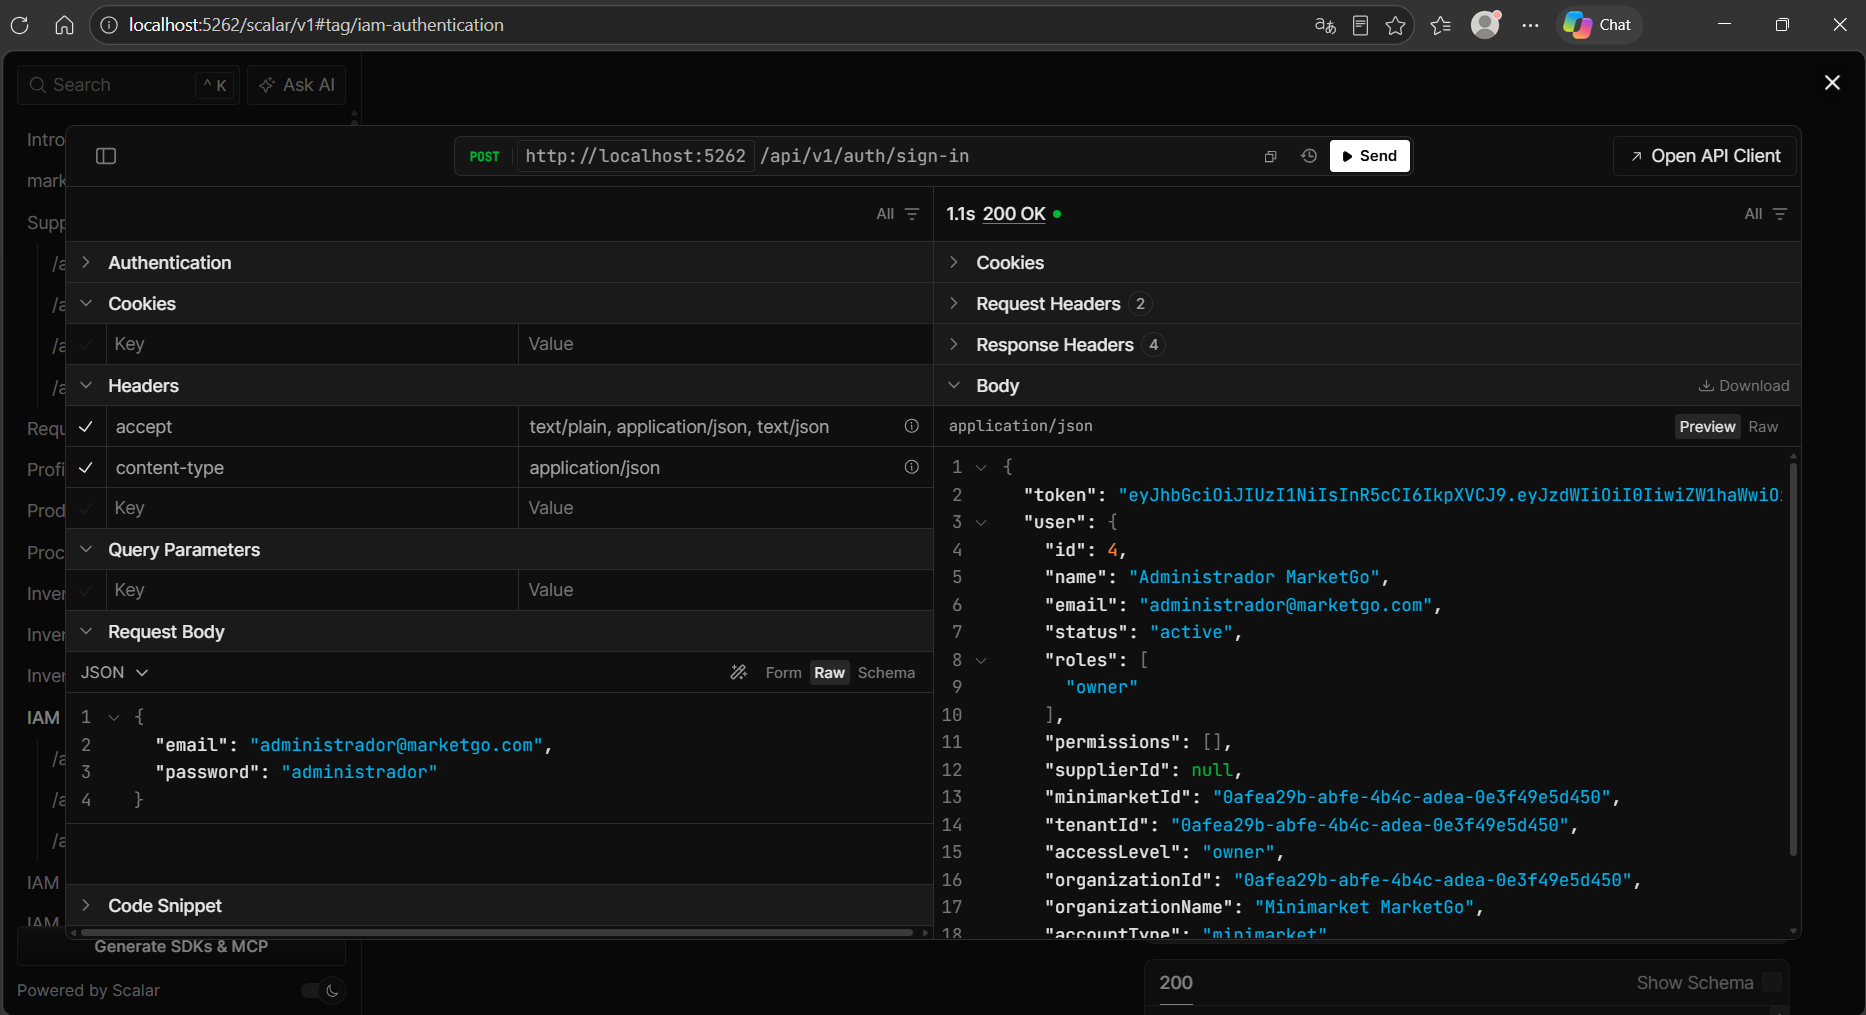 localhost:5262/scalar/v1#tag/iam-authentication
Chat
Search
^ K
Ask AI
POST http://localhost:5262 /api/v1/auth/sign-in
Send
Open API Client
All
1.1s 200 OK
All
Authentication
Cookies
Key Value
Headers
accept text/plain, application/json, text/json
content-type application/json
Key Value
Query Parameters
Key Value
Request Body
JSON
Form Raw Schema
1 {
2 "email": "administrador@marketgo.com",
3 "password": "administrador"
4 }
Code Snippet
Cookies
Request Headers 2
Response Headers 4
Body
Download
application/json
Preview Raw
1 {
2 "token": "eyJhbGciOiJIUzI1NiIsInR5cCI6IkpXVCJ9.eyJzdWIiOiI0IiwiZW1haWwiO
3 "user": {
4 "id": 4,
5 "name": "Administrador MarketGo",
6 "email": "administrador@marketgo.com",
7 "status": "active",
8 "roles": [
9 "owner"
10 ],
11 "permissions": [],
12 "supplierId": null,
13 "minimarketId": "0afea29b-abfe-4b4c-adea-0e3f49e5d450",
14 "tenantId": "0afea29b-abfe-4b4c-adea-0e3f49e5d450",
15 "accessLevel": "owner",
16 "organizationId": "0afea29b-abfe-4b4c-adea-0e3f49e5d450",
17 "organizationName": "Minimarket MarketGo",
18 "accountType": "minimarket"
Intro
mark
Supp
/a
/a
/a
/a
Requ
Profi
Prod
Proc
Inver
Inver
Inver
IAM
/a
/a
/a
IAM
IAM
Generate SDKs & MCP
Powered by Scalar
200
Show Schema